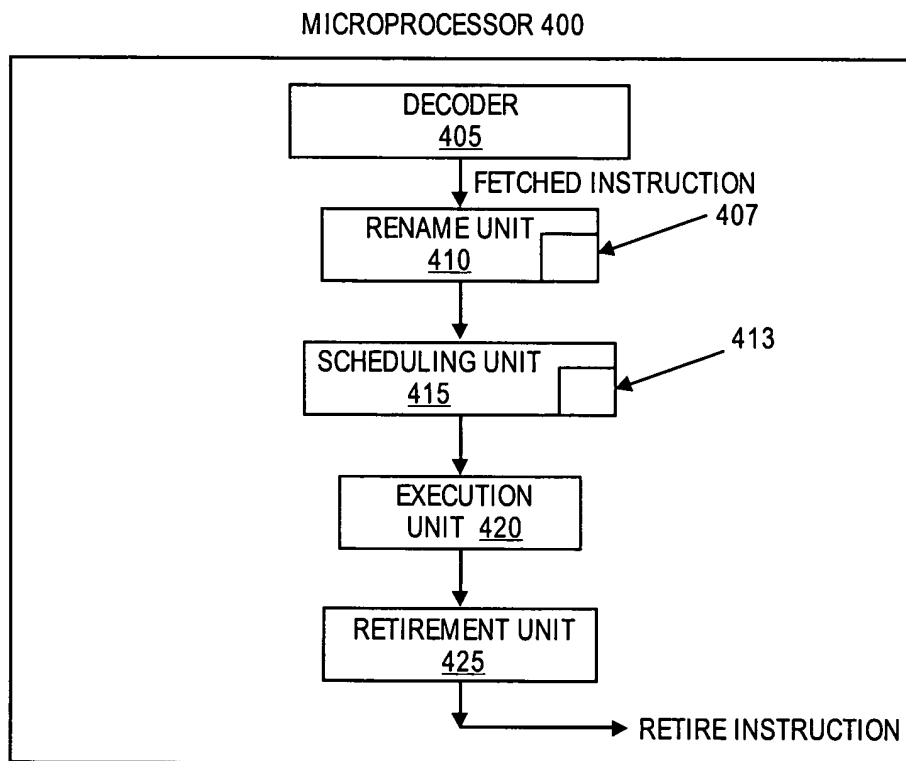 MICROPROCESSOR 400
DECODER
405
FETCHED INSTRUCTION
RENAME UNIT
410
407
SCHEDULING UNIT
415
413
EXECUTION
UNIT 420
RETIREMENT UNIT
425
RETIRE INSTRUCTION